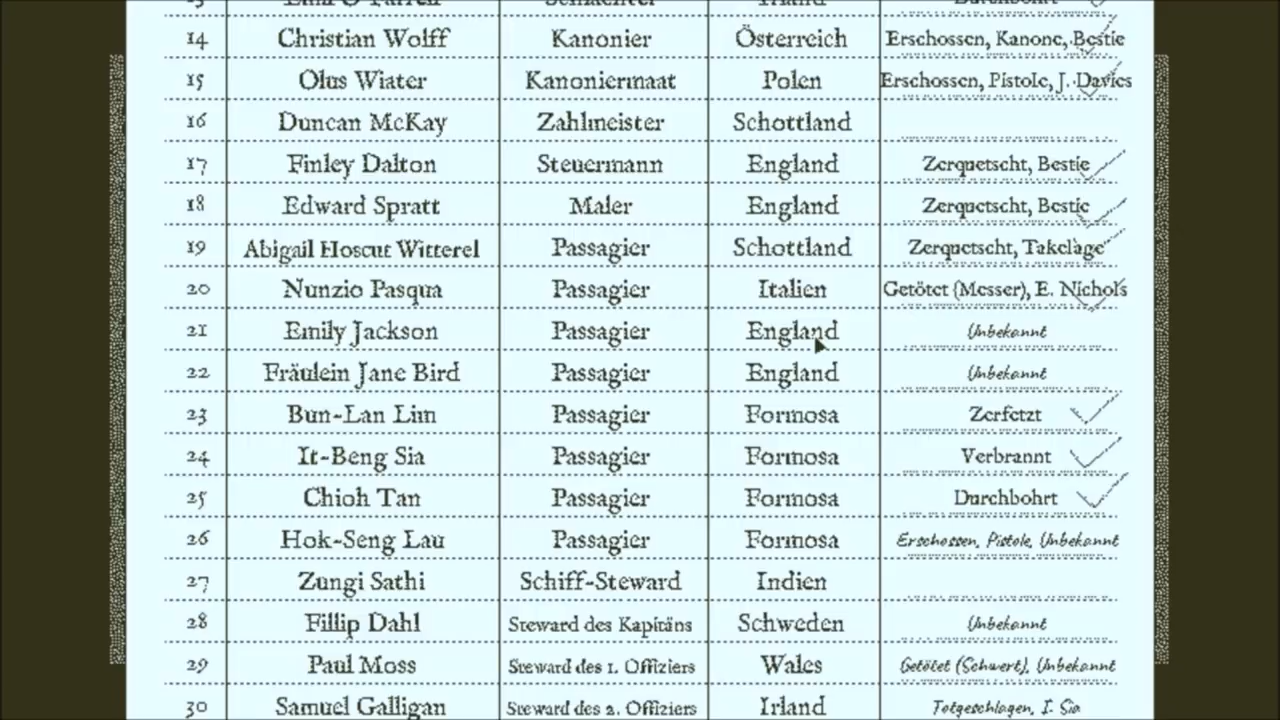 14 Christian Wolff Kanonier Österreich Erschossen, Kanone, Bestie
15 Olus Wiater Kanoniermaat Polen Erschossen, Pistole, J. Davies
16 Duncan McKay Zahlmeister Schottland
17 Finley Dalton Steuermann England Zerquetscht, Bestie
18 Edward Spratt Maler England Zerquetscht, Bestie
19 Abigail Hoscut Witterel Passagier Schottland Zerquetscht, Takelage
20 Nunzio Pasqua Passagier Italien Getötet (Messer), E. Nichols
21 Emily Jackson Passagier England Unbekannt
22 Fräulein Jane Bird Passagier England Unbekannt
23 Bun-Lan Lim Passagier Formosa Zerfetzt
24 It-Beng Sia Passagier Formosa Verbrannt
25 Chioh Tan Passagier Formosa Durchbohrt
26 Hok-Seng Lau Passagier Formosa Erschossen, Pistole, Unbekannt
27 Zungi Sathi Schiff-Steward Indien
28 Fillip Dahl Steward des Kapitäns Schweden Unbekannt
29 Paul Moss Steward des 1. Offiziers Wales Getötet (Schwert), Unbekannt
30 Samuel Galligan Steward des 2. Offiziers Irland Totgeschlagen, I. Sia